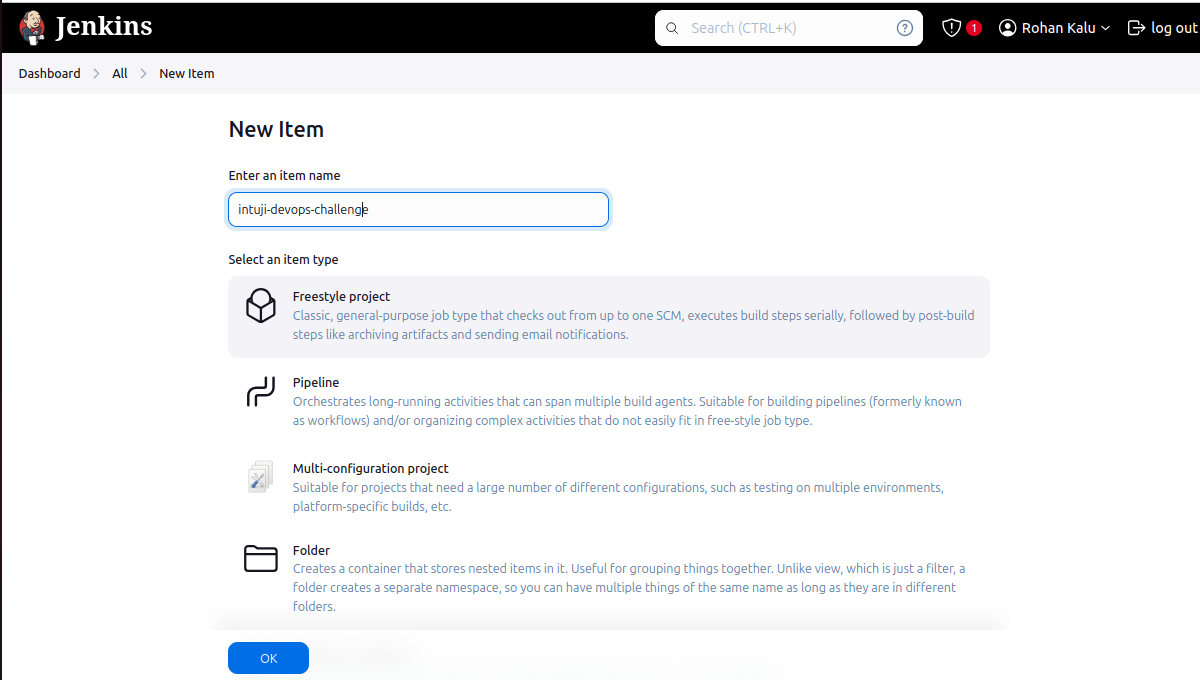 Jenkins
Search (CTRL+K)
1
Rohan Kalu
log out
Dashboard
All
New Item
New Item
Enter an item name
intuji-devops-challenge
Select an item type
Freestyle project
Classic, general-purpose job type that checks out from up to one SCM, executes build steps serially, followed by post-build
steps like archiving artifacts and sending email notifications.
Pipeline
Orchestrates long-running activities that can span multiple build agents. Suitable for building pipelines (formerly known
as workflows) and/or organizing complex activities that do not easily fit in free-style job type.
Multi-configuration project
Suitable for projects that need a large number of different configurations, such as testing on multiple environments,
platform-specific builds, etc.
Folder
Creates a container that stores nested items in it. Useful for grouping things together. Unlike view, which is just a filter, a
folder creates a separate namespace, so you can have multiple things of the same name as long as they are in different
folders.
OK